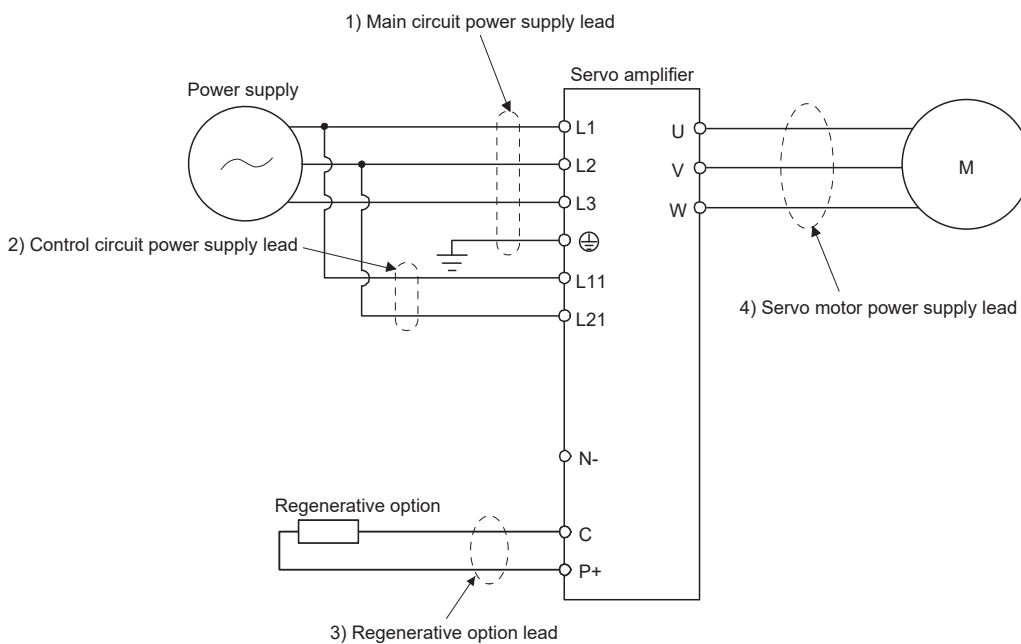 1) Main circuit power supply lead
Servo amplifier
Power supply
L1
U
L2
V
M
L3
W
2) Control circuit power supply lead
L11
4) Servo motor power supply lead
L21
N-
Regenerative option
C
P+
3) Regenerative option lead